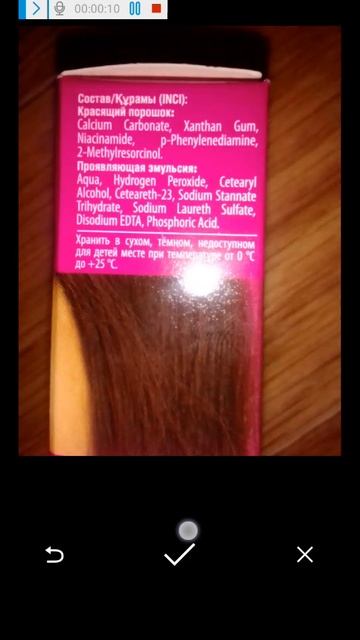 00:00:10
Состав/Құрамы (INCI):
Красящий порошок:
Calcium Carbonate, Xanthan Gum,
Niacinamide, p-Phenylenediamine,
2-Methylresorcinol.
Проявляющая эмульсия:
Aqua, Hydrogen Peroxide, Cetearyl
Alcohol, Ceteareth-23, Sodium Stannate
Trihydrate, Sodium Laureth Sulfate,
Disodium EDTA, Phosphoric Acid.
Хранить в сухом, тёмном, недоступном
для детей месте при температуре от 0 °C
до +25 °C.